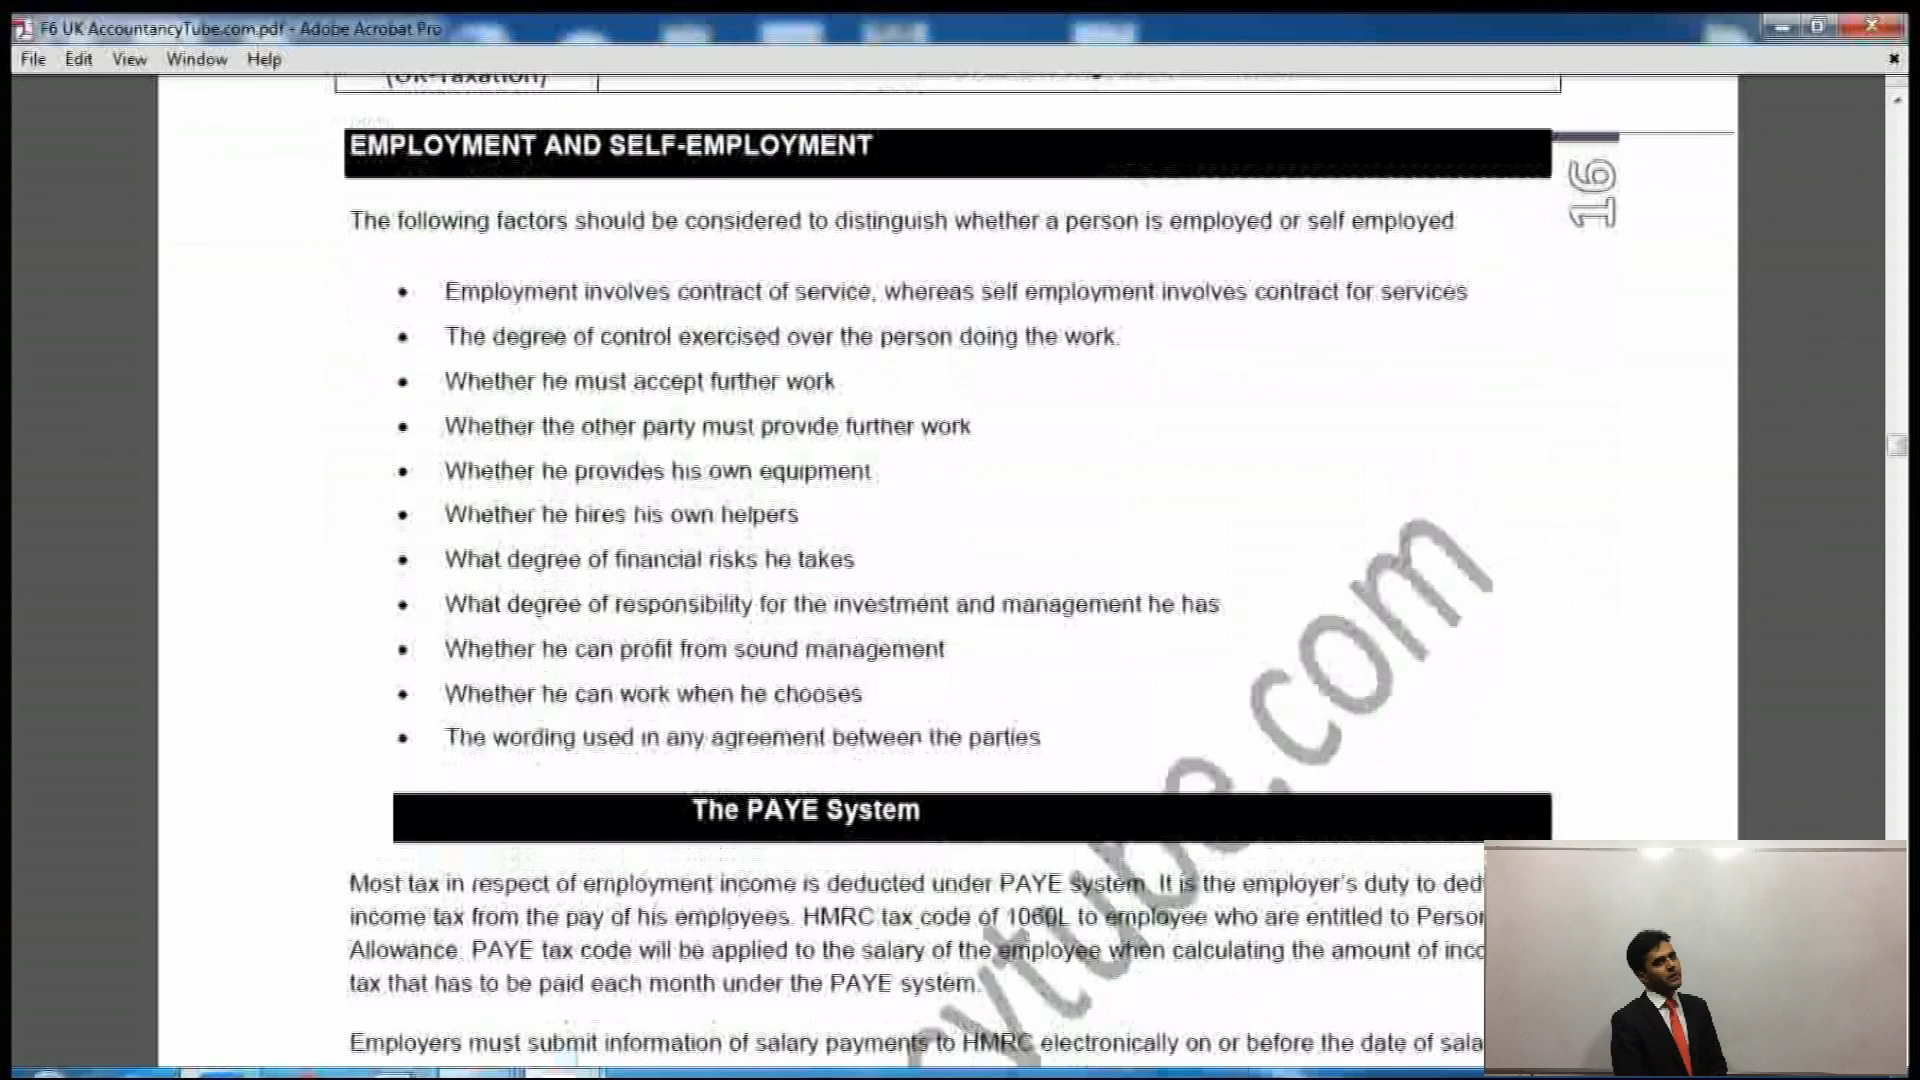 F6 UK AccountancyTube.com.pdf - Adobe Acrobat Pro
File Edit View Window Help
(UK-Taxation)
EMPLOYMENT AND SELF-EMPLOYMENT
16
The following factors should be considered to distinguish whether a person is employed or self employed
• Employment involves contract of service, whereas self employment involves contract for services
• The degree of control exercised over the person doing the work.
• Whether he must accept further work
• Whether the other party must provide further work
• Whether he provides his own equipment
• Whether he hires his own helpers
• What degree of financial risks he takes
• What degree of responsibility for the investment and management he has
• Whether he can profit from sound management
• Whether he can work when he chooses
• The wording used in any agreement between the parties
The PAYE System
Most tax in respect of employment income is deducted under PAYE system. It is the employer's duty to ded
income tax from the pay of his employees. HMRC tax code of 1060L to employee who are entitled to Person
Allowance. PAYE tax code will be applied to the salary of the employee when calculating the amount of inco
tax that has to be paid each month under the PAYE system.
Employers must submit information of salary payments to HMRC electronically on or before the date of sala
ytube.com